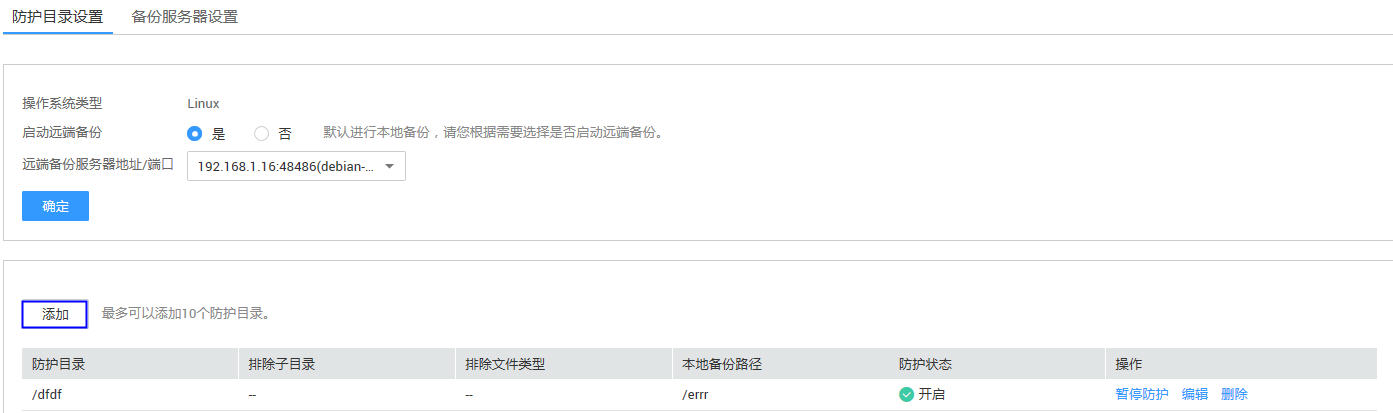 防护目录设置 备份服务器设置
操作系统类型 Linux
启动远端备份 是 否 默认进行本地备份，请您根据需要选择是否启动远端备份。
远端备份服务器地址/端口 192.168.1.16:48486(debian-...
确定
添加 最多可以添加10个防护目录。
防护目录 排除子目录 排除文件类型 本地备份路径 防护状态 操作
/dfdf -- -- /errr 开启 暂停防护 编辑 删除